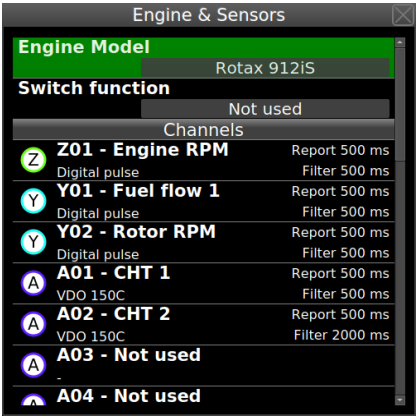 Engine & Sensors
Engine Model
Rotax 912iS
Switch function
Not used
Channels
Z Z01 - Engine RPM Report 500 ms
Digital pulse Filter 500 ms
Y Y01 - Fuel flow 1 Report 500 ms
Digital pulse Filter 500 ms
Y Y02 - Rotor RPM Report 500 ms
Digital pulse Filter 500 ms
A A01 - CHT 1 Report 500 ms
VDO 150C Filter 500 ms
A A02 - CHT 2 Report 500 ms
VDO 150C Filter 2000 ms
A A03 - Not used
-
A A04 - Not used